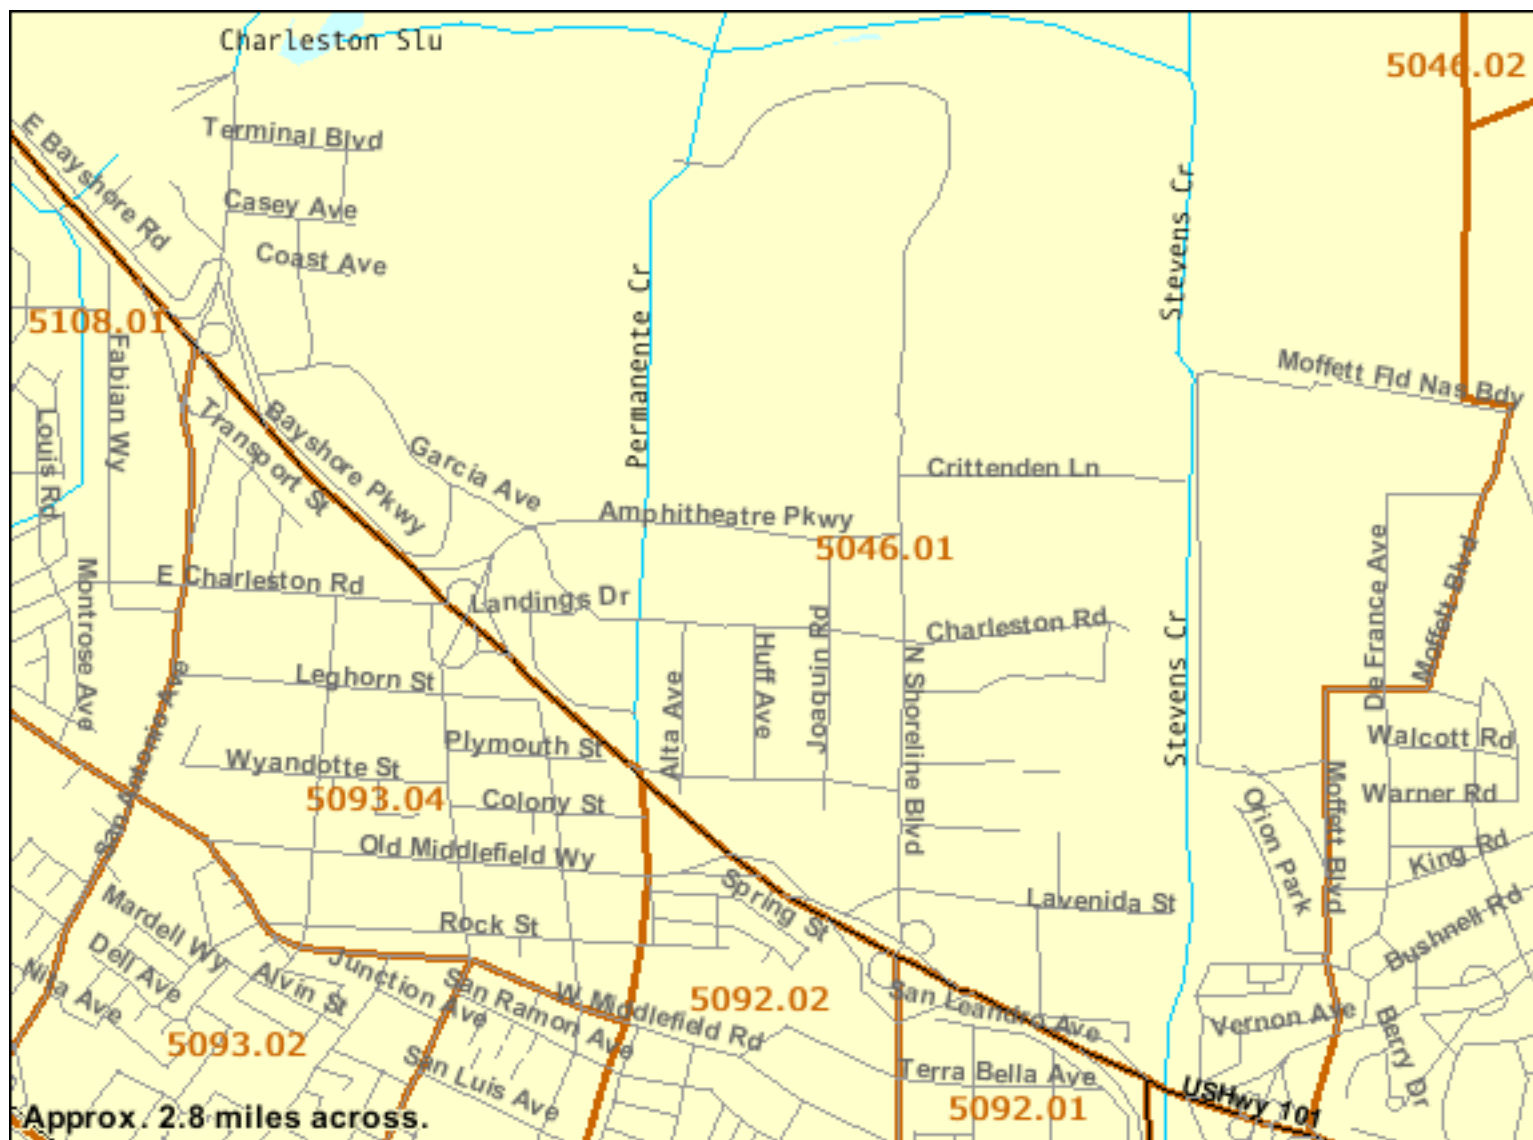 Charleston Slu
5046.02
E Bayshore Rd
Terminal Blvd
Casey Ave
Coast Ave
Stevens Cr
Permanente Cr
5108.01
Fabian Wy
Moffett Fld Nas Bdy
Louis Rd
Transport St
Bayshore Pkwy
Garcia Ave
Crittenden Ln
Amphitheatre Pkwy
5046.01
De France Ave
Moffett Blvd
Montrose Ave
E Charleston Rd
Landings Dr
Charleston Rd
Joaquin Rd
Huff Ave
Alta Ave
N Shoreline Blvd
Stevens Cr
San Antonio Ave
Leghorn St
Plymouth St
Walcott Rd
Wyandotte St
5093.04
Colony St
Moffett Blvd
Warner Rd
Orion Park
Old Middlefield Wy
King Rd
Spring St
Lavenida St
Mardell Wy
Rock St
Bushnell Rd
Dell Ave
Nita Ave
Alvin St
Junction Ave
San Ramon Ave
W Middlefield Rd
5092.02
San Leandro Ave
Vernon Ave
Berry Dr
5093.02
San Luis Ave
Terra Bella Ave
5092.01
USHwy 101
Approx. 2.8 miles across.